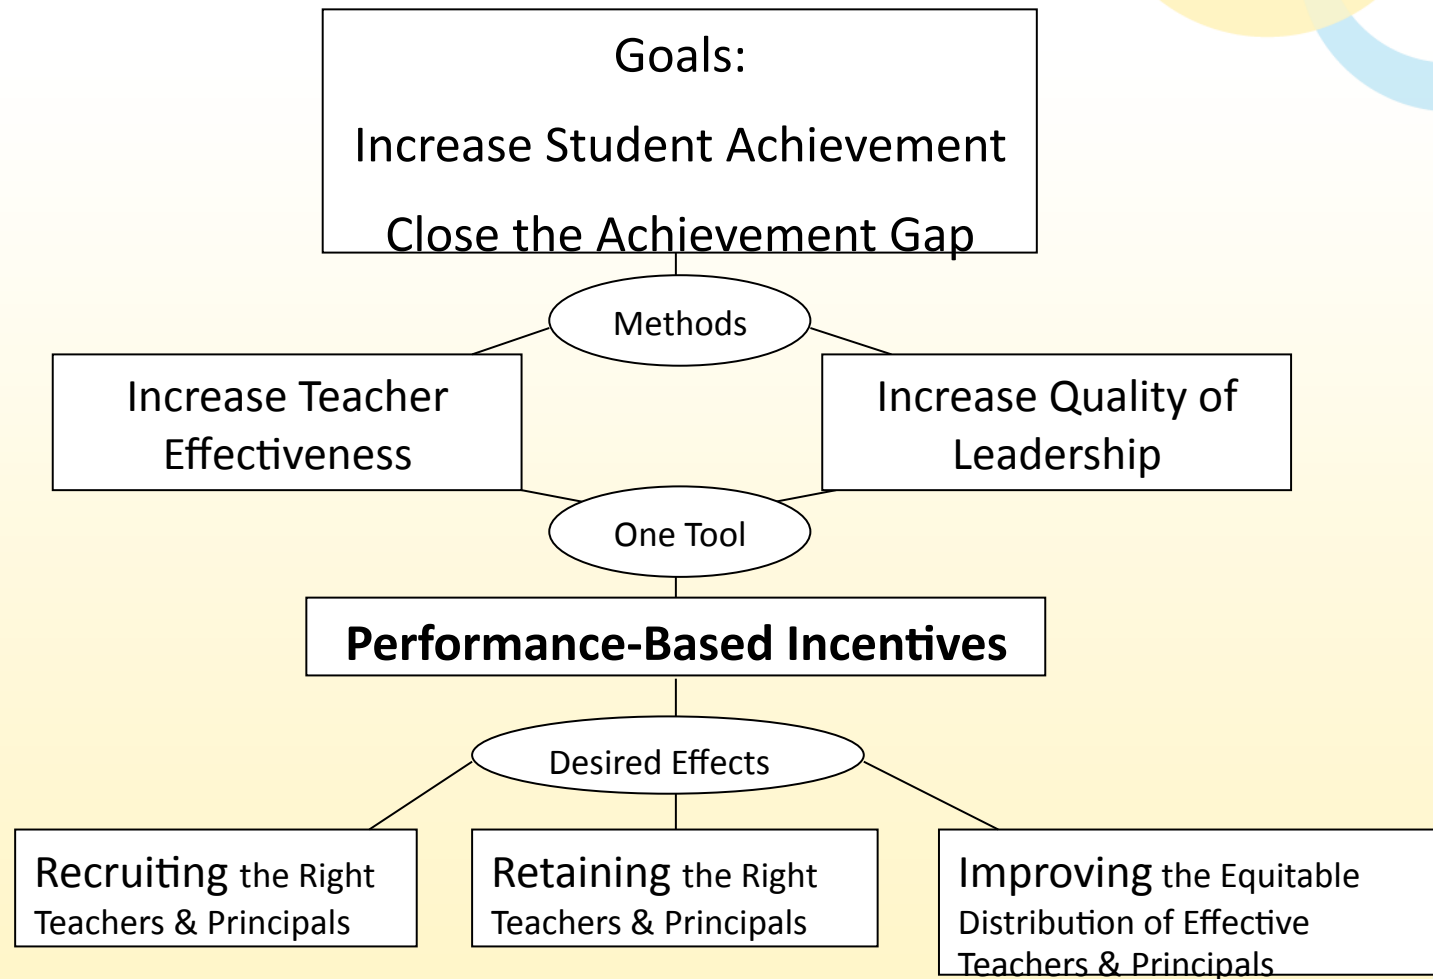 Goals:
Increase Student Achievement
Close the Achievement Gap
Methods
Increase Teacher
Effectiveness
Increase Quality of
Leadership
One Tool
Performance-Based Incentives
Desired Effects
Recruiting the Right
Teachers & Principals
Retaining the Right
Teachers & Principals
Improving the Equitable
Distribution of Effective
Teachers & Principals